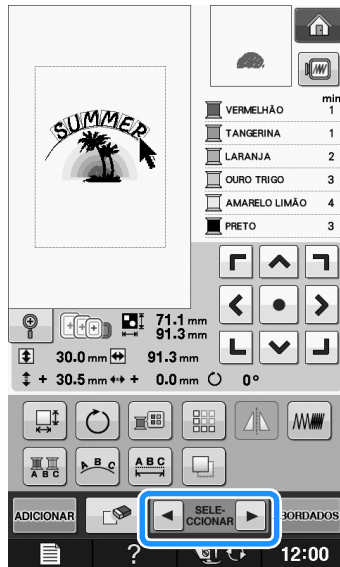 SUMMER
min
VERMELHÃO 1
TANGERINA 1
LARANJA 2
OURO TRIGO 3
AMARELO LIMÃO 4
PRETO 3
71.1 mm
91.3 mm
30.0 mm 91.3 mm
+ 30.5 mm + 0.0 mm 0°
A B C
A B C
A B C
ADICIONAR
SELE-
CCIONAR
BORDADOS
?
12:00